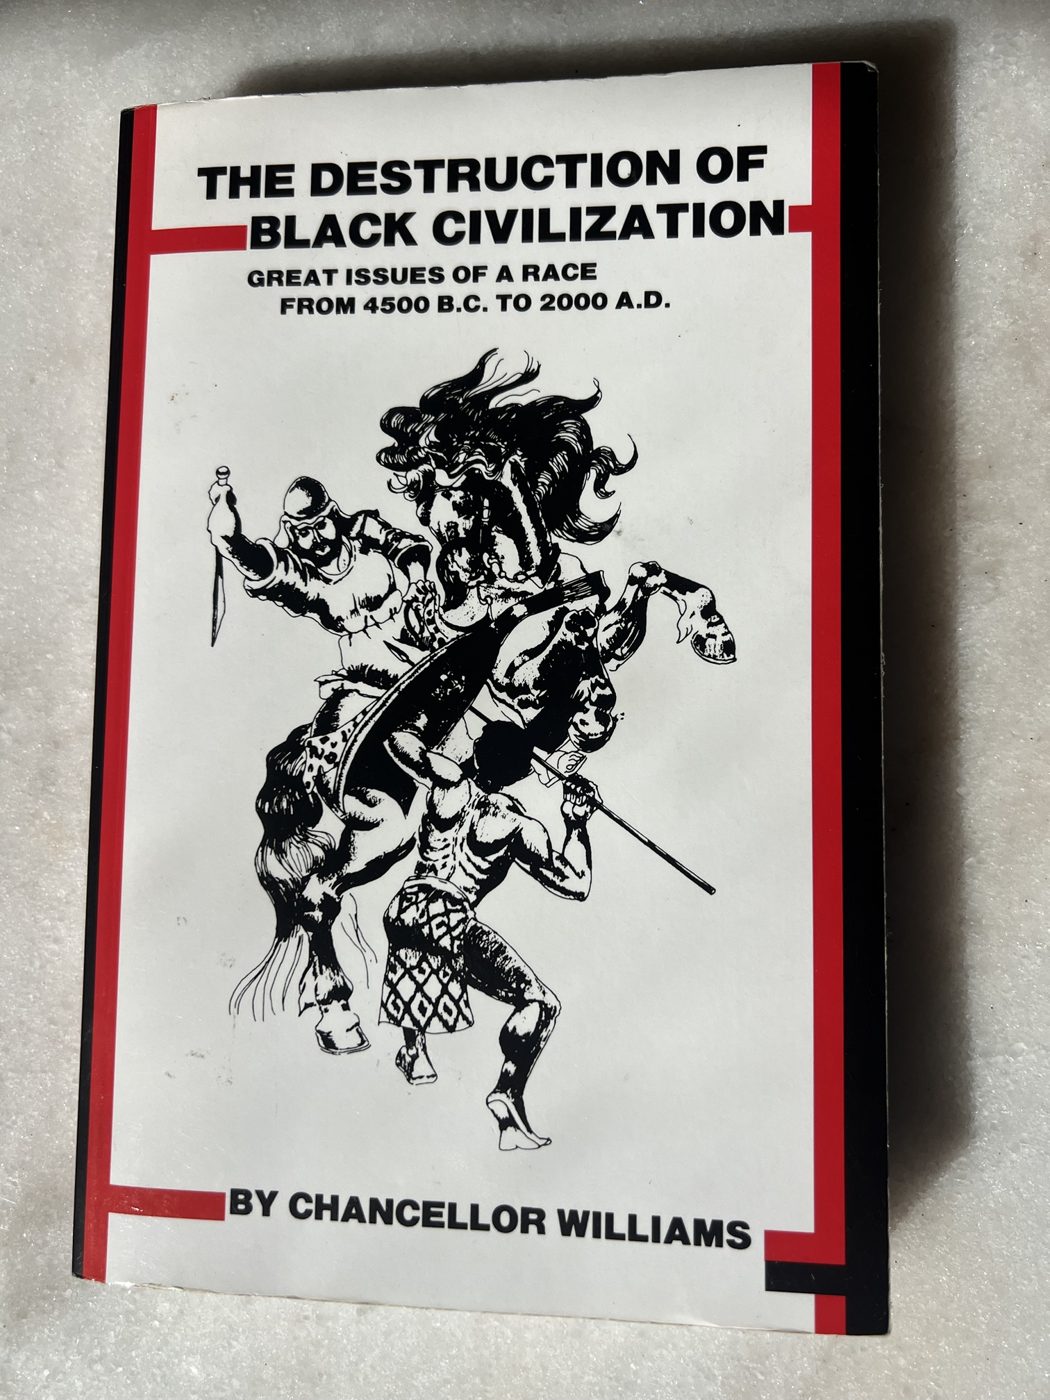 THE DESTRUCTION OF
BLACK CIVILIZATION
GREAT ISSUES OF A RACE
FROM 4500 B.C. TO 2000 A.D.
BY CHANCELLOR WILLIAMS